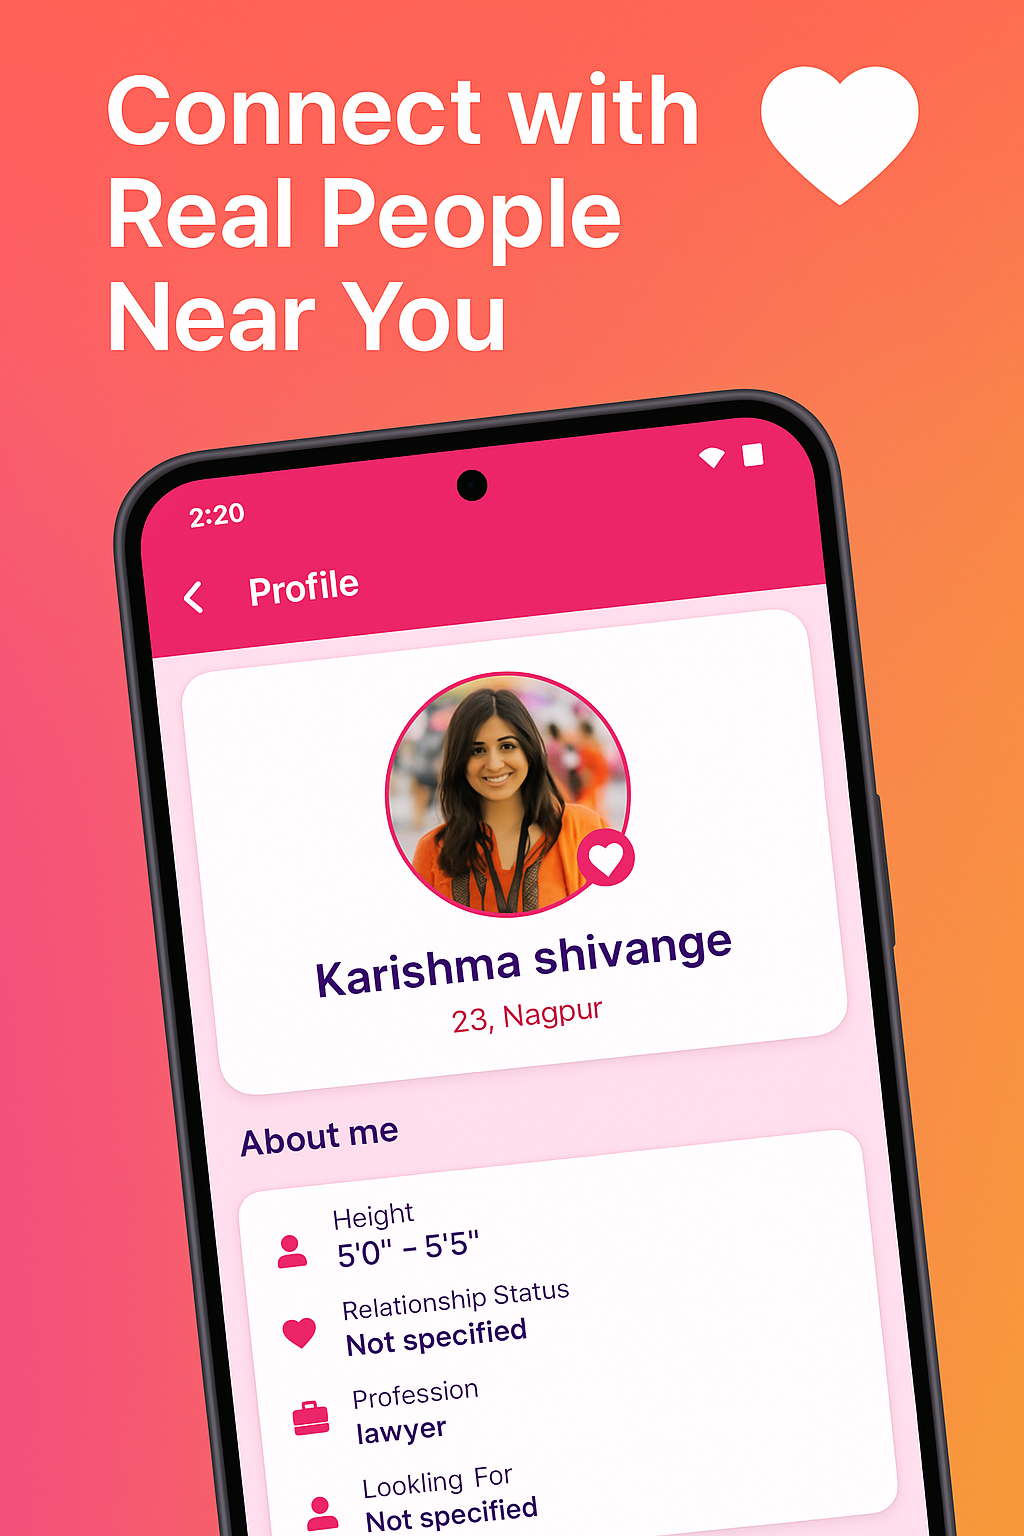 Connect with
Real People
Near You
2:20
Profile
Karishma shivange
23, Nagpur
About me
Height
5'0" – 5'5"
Relationship Status
Not specified
Profession
lawyer
Lookling For
Not specified